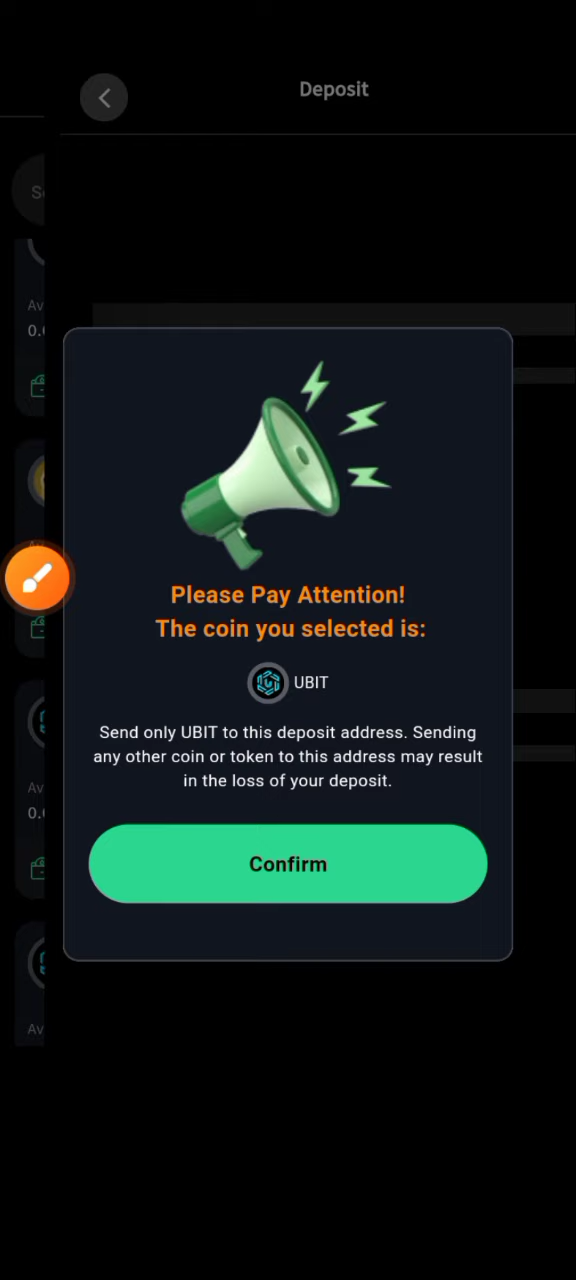 Deposit
Please Pay Attention!
The coin you selected is:
UBIT
Send only UBIT to this deposit address. Sending
any other coin or token to this address may result
in the loss of your deposit.
Confirm